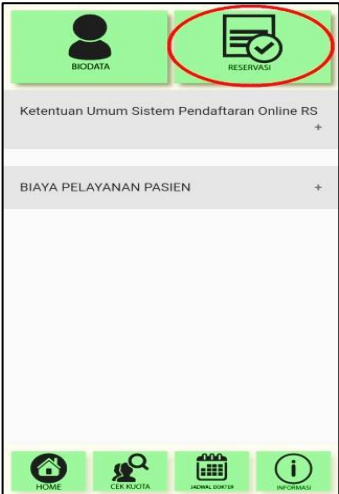 BIODATA
RESERVASI
Ketentuan Umum Sistem Pendaftaran Online RS
+
BIAYA PELAYANAN PASIEN +
HOME
CEK KUOTA
JADWAL DOKTER
INFORMASI